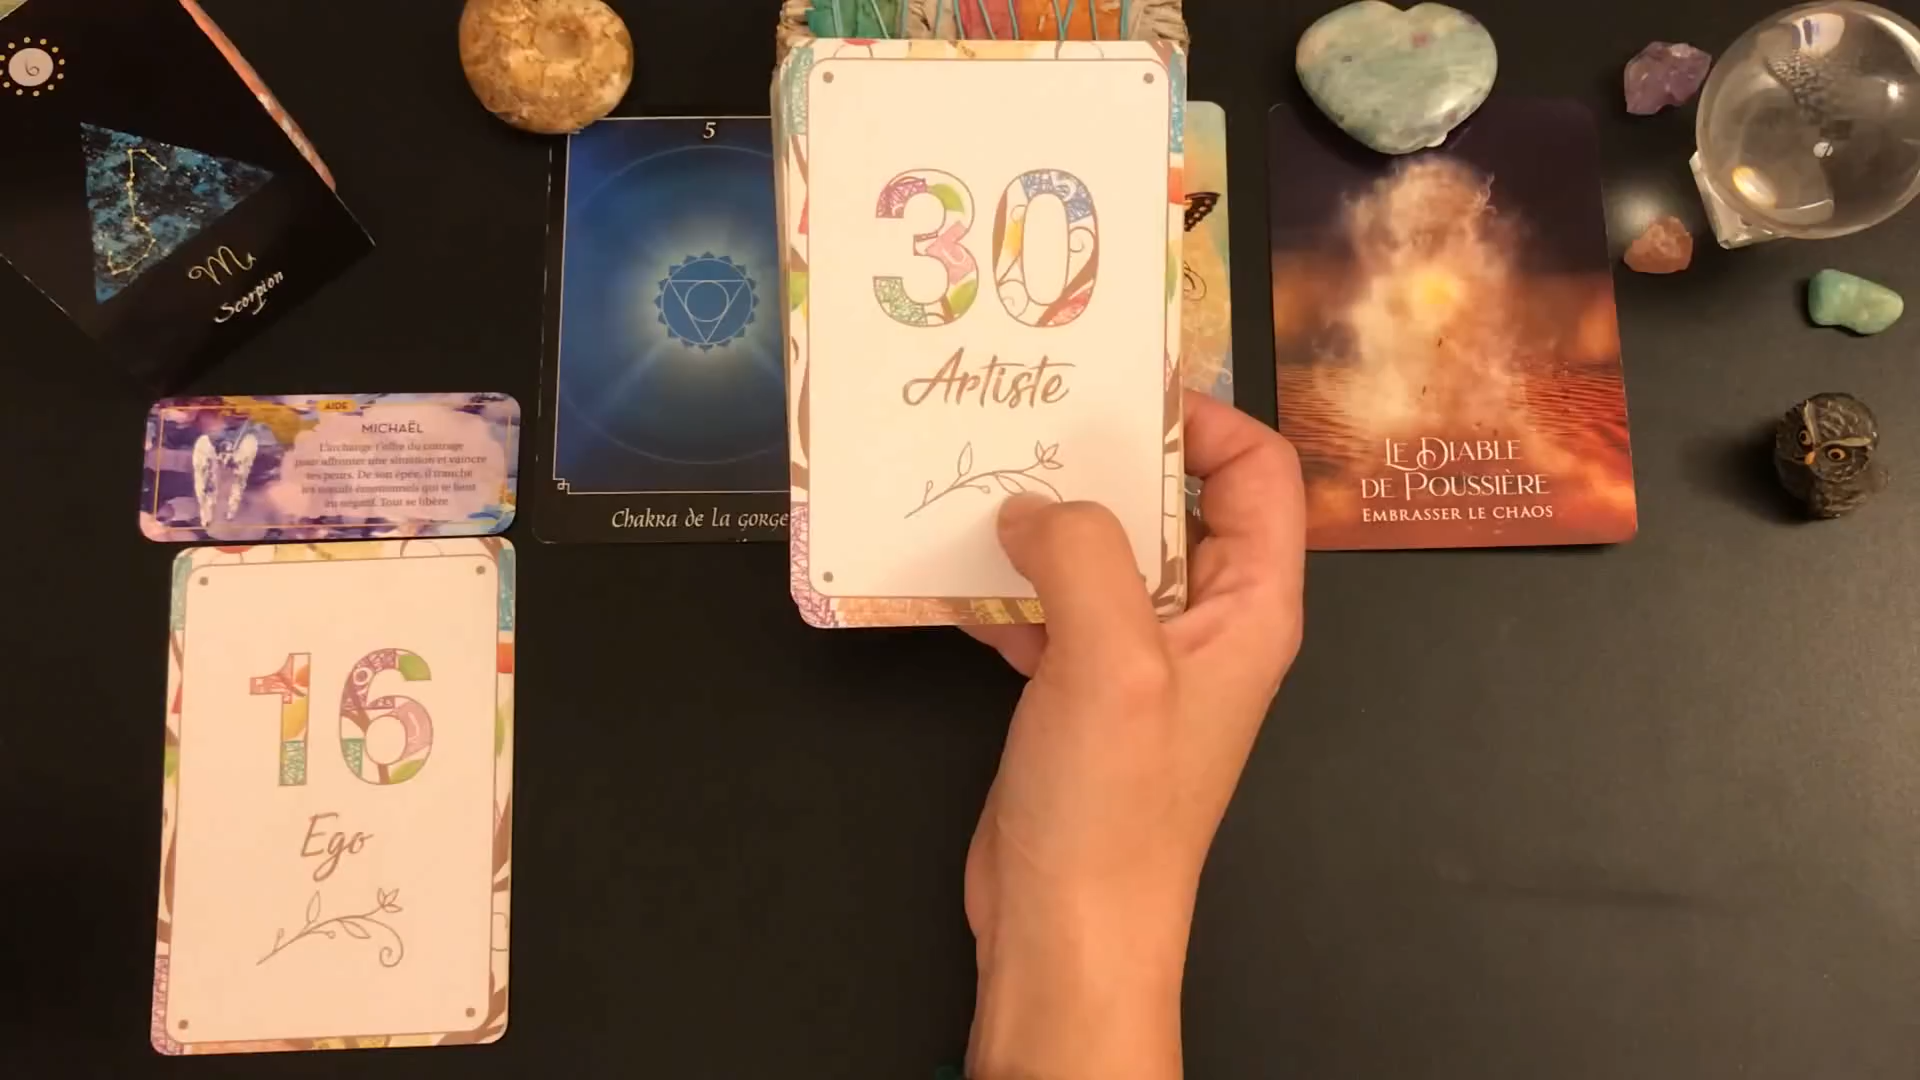 6
Scorpion
AIDE
MICHAËL
L'archange t'offre du courage
pour affronter une situation et vaincre
tes peurs. De son épée, il tranche
les nœuds émotionnels qui te lient
au négatif. Tout se libère
16
Ego
5
Chakra de la gorge
30
Artiste
LE DIABLE
DE POUSSIÈRE
EMBRASSER LE CHAOS